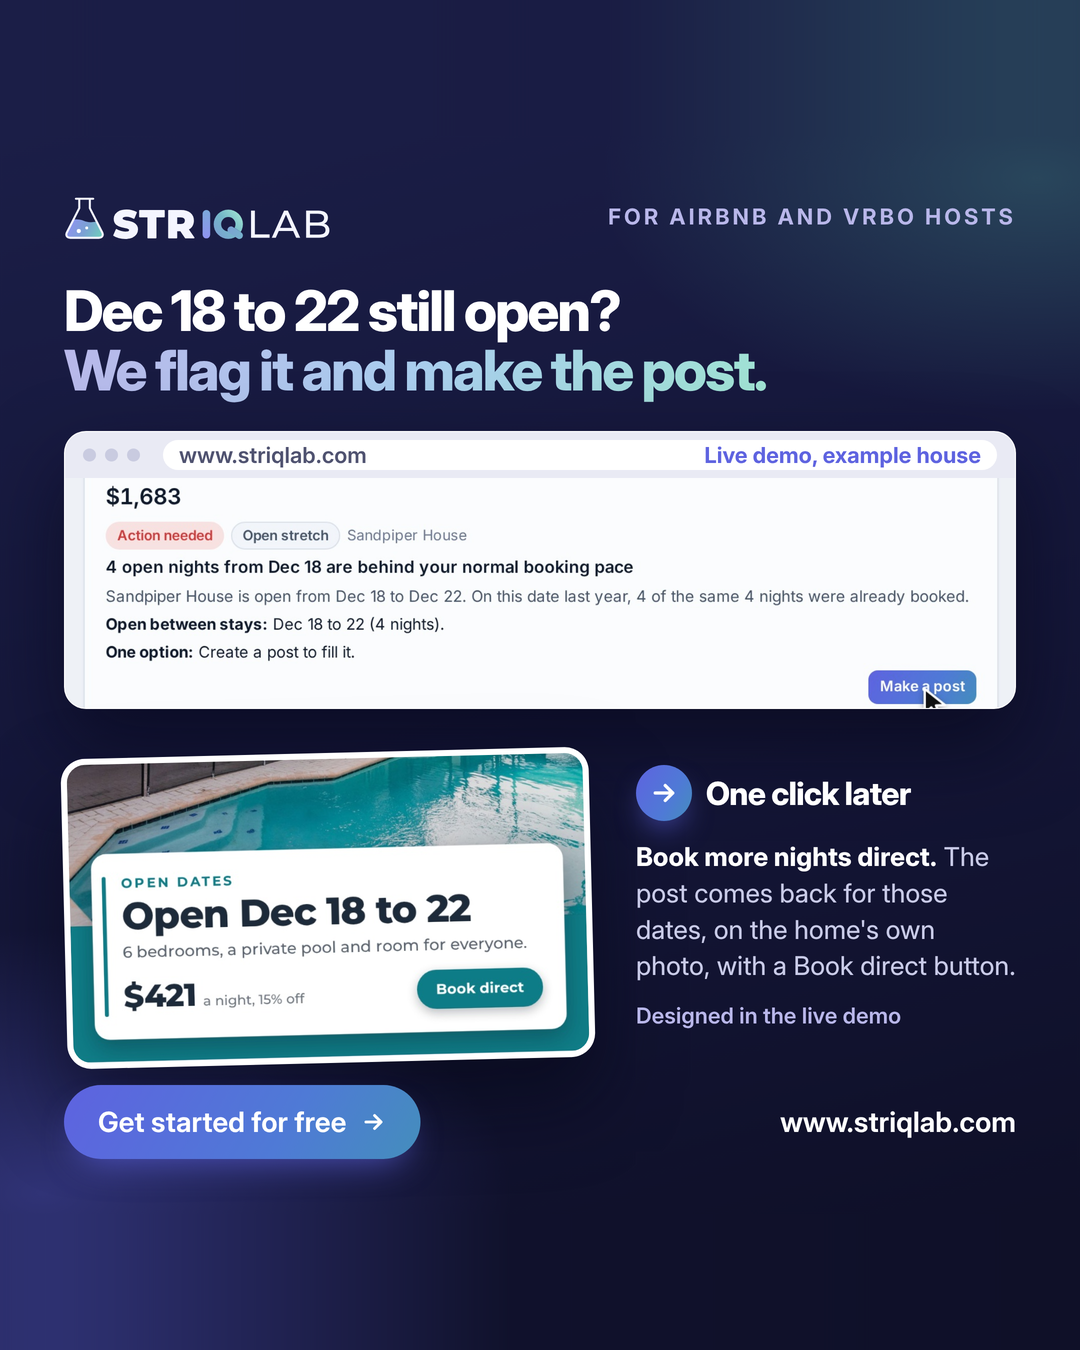 STR IQ LAB
FOR AIRBNB AND VRBO HOSTS
Dec 18 to 22 still open?
We flag it and make the post.
www.striqlab.com
Live demo, example house
$1,683
Action needed
Open stretch
Sandpiper House
4 open nights from Dec 18 are behind your normal booking pace
Sandpiper House is open from Dec 18 to Dec 22. On this date last year, 4 of the same 4 nights were already booked.
Open between stays: Dec 18 to 22 (4 nights).
One option: Create a post to fill it.
Make a post
OPEN DATES
Open Dec 18 to 22
6 bedrooms, a private pool and room for everyone.
$421 a night, 15% off
Book direct
One click later
Book more nights direct. The
post comes back for those
dates, on the home's own
photo, with a Book direct button.
Designed in the live demo
Get started for free
www.striqlab.com